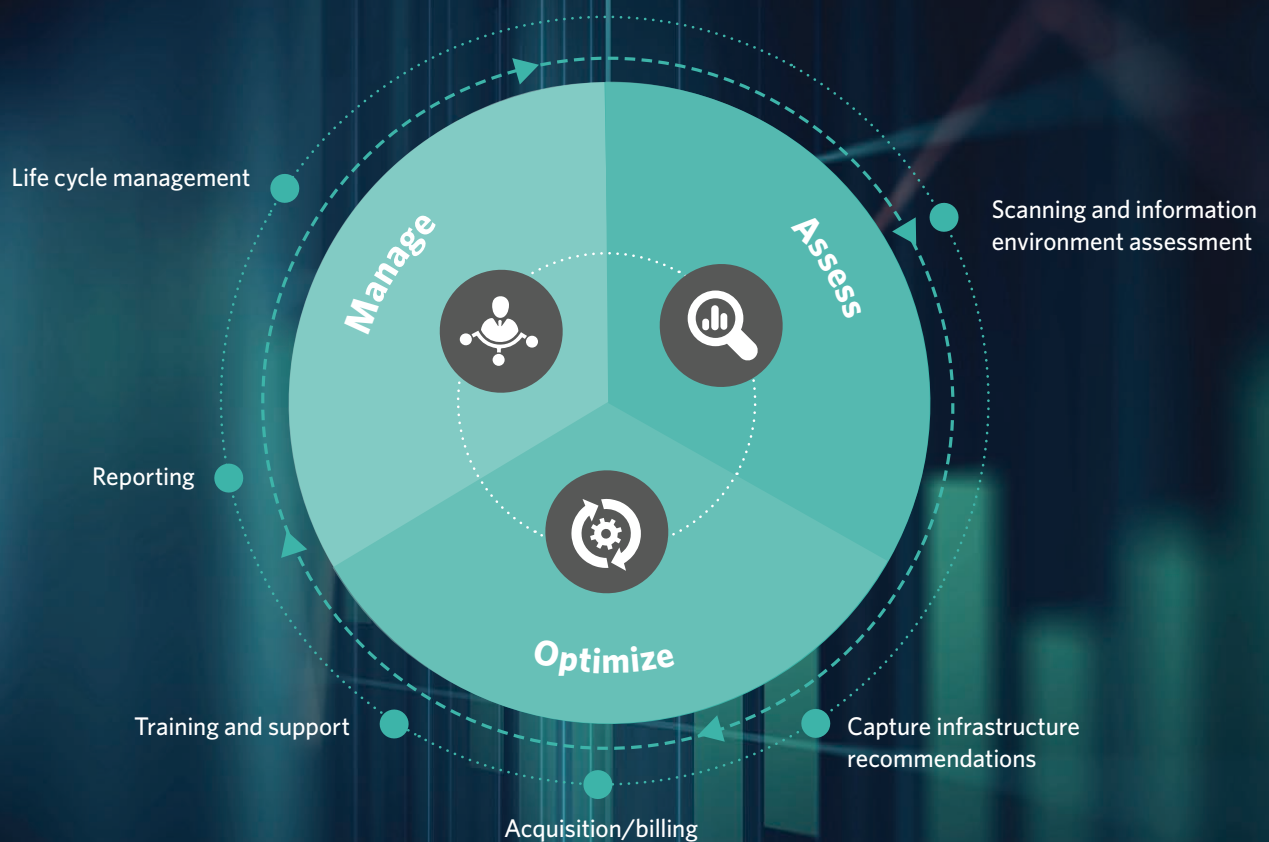 Life cycle management
Manage
Assess
Scanning and information
environment assessment
Reporting
Optimize
Training and support
Capture infrastructure
recommendations
Acquisition/billing